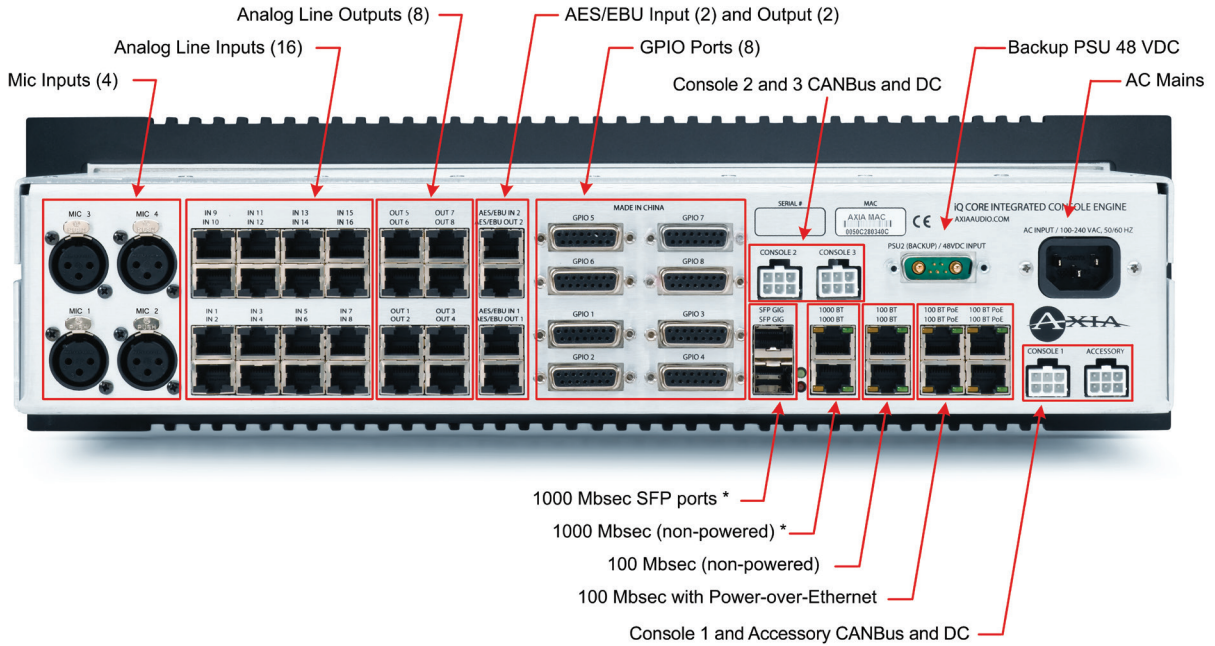 Analog Line Outputs (8)
AES/EBU Input (2) and Output (2)
Analog Line Inputs (16)
GPIO Ports (8)
Backup PSU 48 VDC
Mic Inputs (4)
Console 2 and 3 CANBus and DC
AC Mains
MIC 3
MIC 4
IN 9
IN 10
IN 11
IN 12
IN 13
IN 14
IN 15
IN 16
OUT 5
OUT 6
OUT 7
OUT 8
AES/EBU IN 2
AES/EBU OUT 2
MADE IN CHINA
GPIO 5
GPIO 7
GPIO 6
GPIO 8
SERIAL #
MAC
AXIA MAC
0050C280340C
CE
iQ CORE INTEGRATED CONSOLE ENGINE
AXIAAUDIO.COM
AC INPUT / 100-240 VAC, 50/60 HZ
PSU2 (BACKUP) / 48VDC INPUT
CONSOLE 2
CONSOLE 3
MIC 1
MIC 2
IN 1
IN 2
IN 3
IN 4
IN 5
IN 6
IN 7
IN 8
OUT 1
OUT 2
OUT 3
OUT 4
AES/EBU IN 1
AES/EBU OUT 1
GPIO 1
GPIO 3
GPIO 2
GPIO 4
SFP GIG
SFP GIG
1000 BT
1000 BT
100 BT
100 BT
100 BT PoE
100 BT PoE
100 BT PoE
100 BT PoE
AXIA
CONSOLE 1
ACCESSORY
1000 Mbsec SFP ports *
1000 Mbsec (non-powered) *
100 Mbsec (non-powered)
100 Mbsec with Power-over-Ethernet
Console 1 and Accessory CANBus and DC